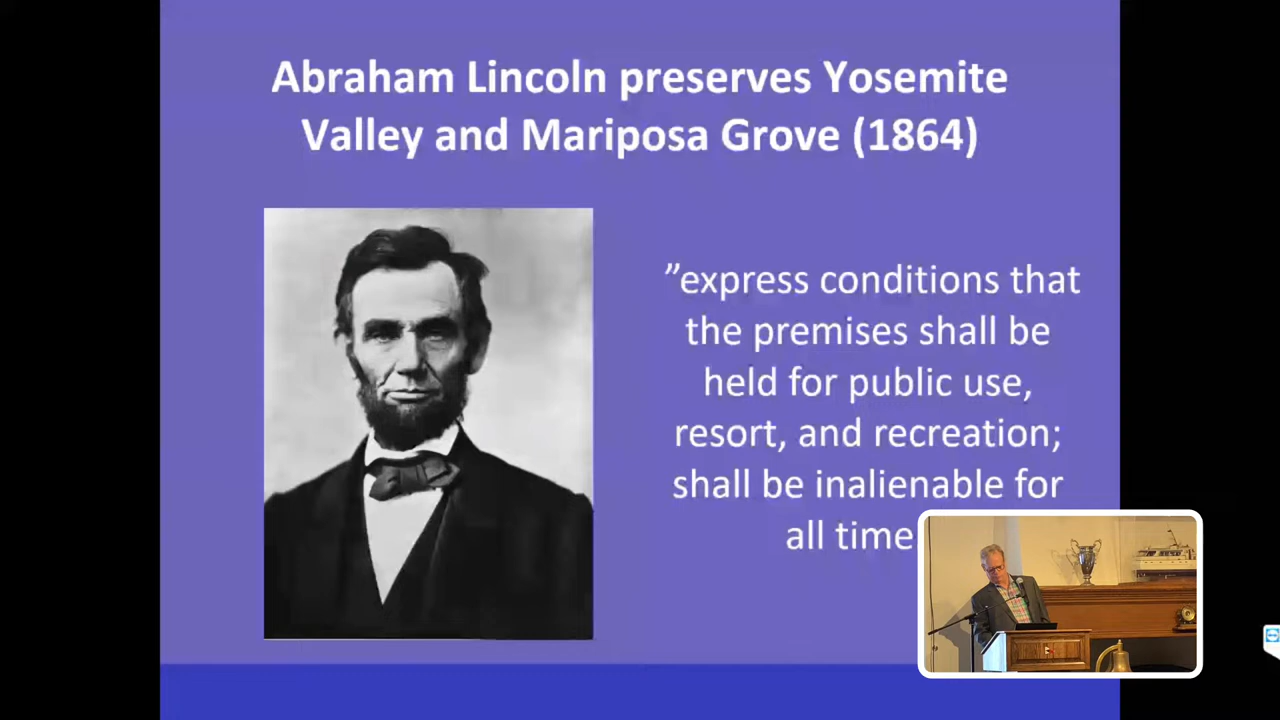 Abraham Lincoln preserves Yosemite
Valley and Mariposa Grove (1864)
”express conditions that
the premises shall be
held for public use,
resort, and recreation;
shall be inalienable for
all time